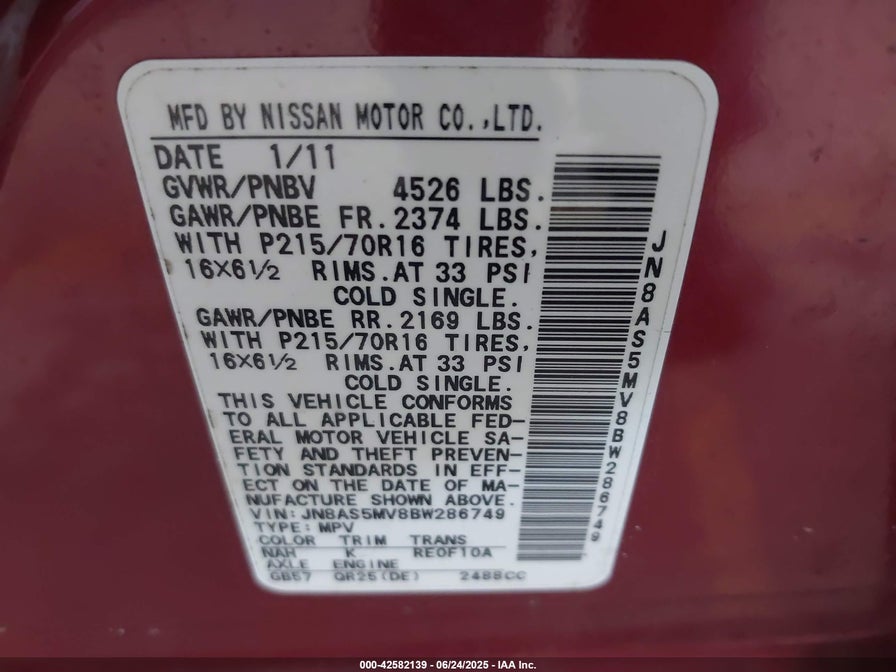 MFD BY NISSAN MOTOR CO.,LTD.
DATE 1/11
GVWR/PNBV 4526 LBS.
GAWR/PNBE FR.2374 LBS.
WITH P215/70R16 TIRES,
16X6½ RIMS.AT 33 PSI
COLD SINGLE.
GAWR/PNBE RR.2169 LBS.
WITH P215/70R16 TIRES,
16X6½ RIMS.AT 33 PSI
COLD SINGLE.
THIS VEHICLE CONFORMS
TO ALL APPLICABLE FED-
ERAL MOTOR VEHICLE SA-
FETY AND THEFT PREVEN-
TION STANDARDS IN EFF-
ECT ON THE DATE OF MA-
NUFACTURE SHOWN ABOVE.
VIN: JN8AS5MV8BW286749
TYPE: MPV
COLOR TRIM TRANS
NAH K RE0F10A
AXLE ENGINE
GB57 QR25(DE) 2488CC
JN8AS5MV8BW286749
000-42582139 - 06/24/2025 - IAA Inc.